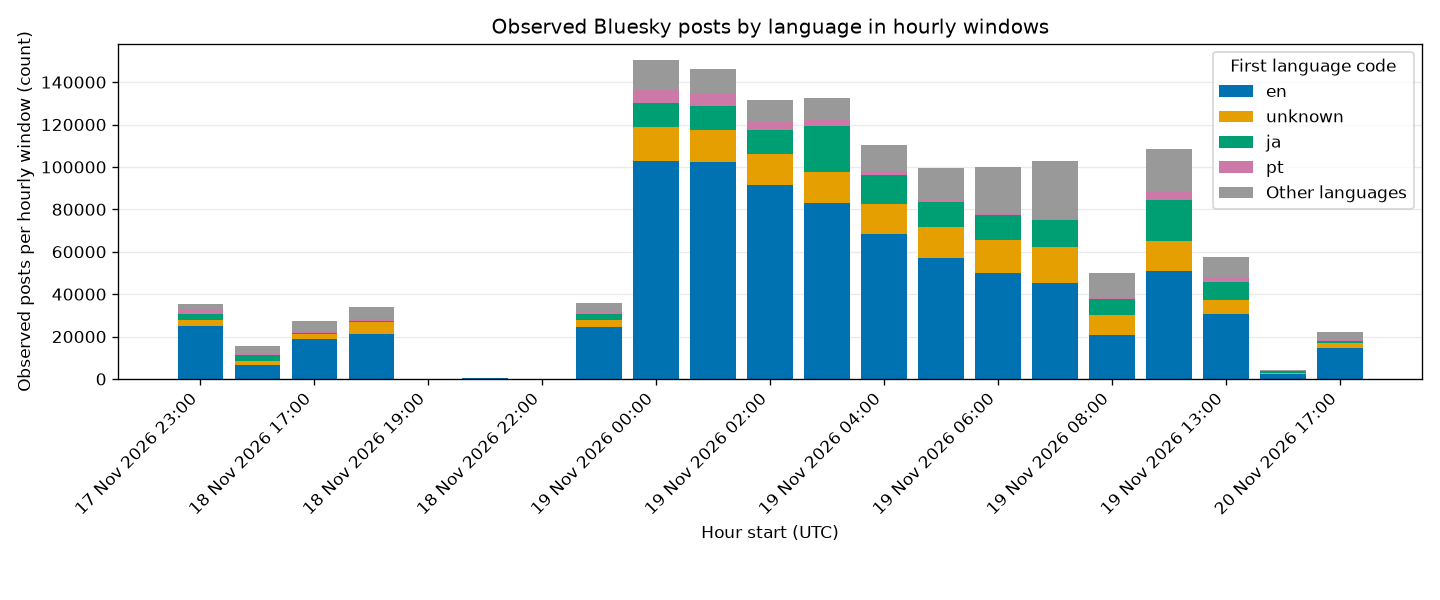 Observed Bluesky posts by language in hourly windows
Observed posts per hourly window (count)
140000
120000
100000
80000
60000
40000
20000
0
First language code
en
unknown
ja
pt
Other languages
17 Nov 2026 23:00
18 Nov 2026 17:00
18 Nov 2026 19:00
18 Nov 2026 22:00
19 Nov 2026 00:00
19 Nov 2026 02:00
19 Nov 2026 04:00
19 Nov 2026 06:00
19 Nov 2026 08:00
19 Nov 2026 13:00
20 Nov 2026 17:00
Hour start (UTC)